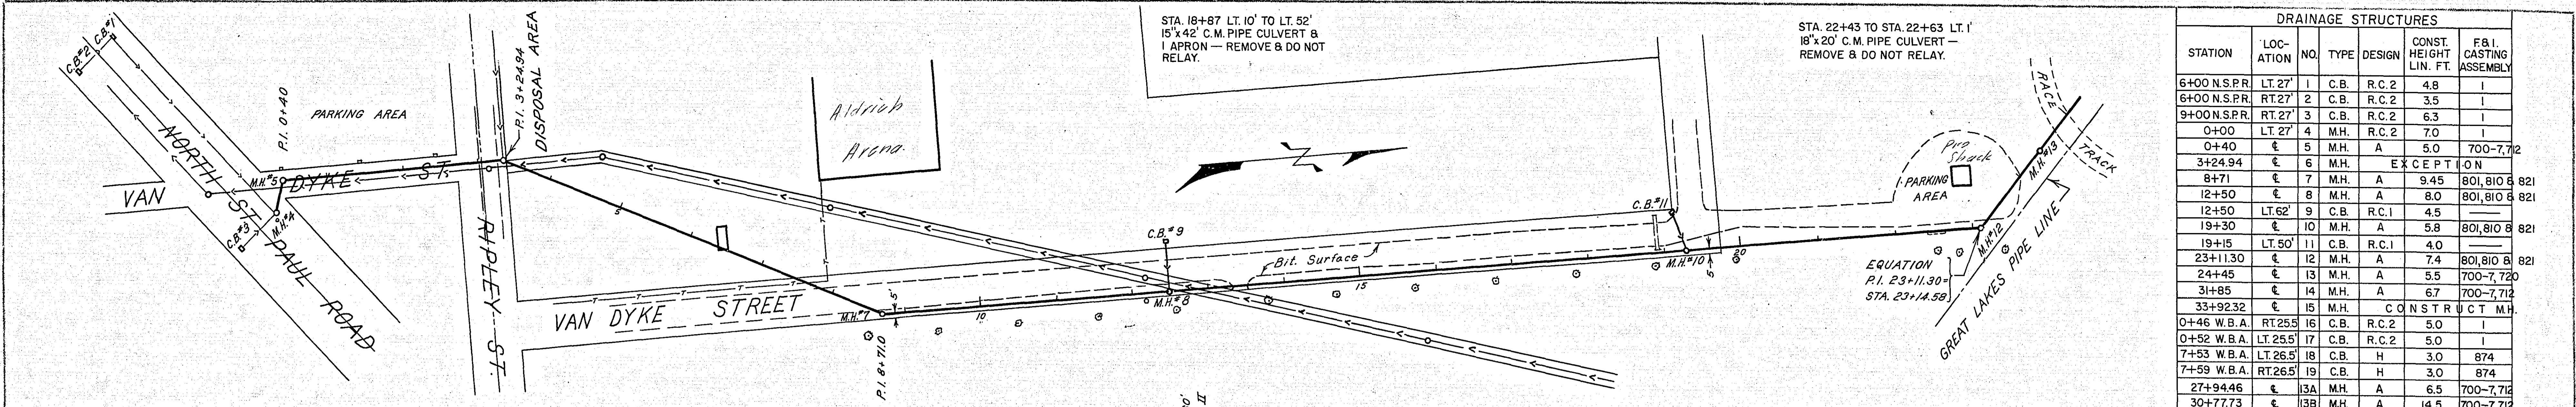 C.B.#1
C.B.#2
P.I. 0+40
PARKING AREA
P.I. 3+24.94
DISPOSAL AREA
Aldrich
Arena
STA. 18+87 LT. 10' TO LT. 52'
15"x 42' C.M. PIPE CULVERT &
1 APRON — REMOVE & DO NOT
RELAY.
STA. 22+43 TO STA. 22+63 LT. 1'
18"x 20' C.M. PIPE CULVERT —
REMOVE & DO NOT RELAY.
VAN DYKE ST.
NORTH ST. PAUL ROAD
M.H.#5
M.H.#4
C.B.#3
RIPLEY ST.
5
VAN DYKE STREET
M.H.#7
5'
P.I. 8+71.0
10
C.B.#9
M.H.#8
Bit. Surface
15
C.B.#11
M.H.#10
5'
20
Pro
Shack
PARKING
AREA
EQUATION
P.I. 23+11.30=
STA. 23+14.58
M.H.#12
M.H.#13
GREAT LAKES PIPE LINE
RACE TRACK
DRAINAGE STRUCTURES
STATION LOC-ATION NO. TYPE DESIGN CONST. HEIGHT LIN. FT. F.& I. CASTING ASSEMBLY
6+00 N.S.P.R. LT. 27' 1 C.B. R.C.2 4.8 1
6+00 N.S.P.R. RT. 27' 2 C.B. R.C.2 3.5 1
9+00 N.S.P.R. RT. 27' 3 C.B. R.C.2 6.3 1
0+00 LT. 27' 4 M.H. R.C.2 7.0 1
0+40 ℄ 5 M.H. A 5.0 700-7,712
3+24.94 ℄ 6 M.H. EXCEPTION
8+71 ℄ 7 M.H. A 9.45 801,810 & 821
12+50 ℄ 8 M.H. A 8.0 801,810 & 821
12+50 LT. 62' 9 C.B. R.C.1 4.5 —
19+30 ℄ 10 M.H. A 5.8 801,810 & 821
19+15 LT. 50' 11 C.B. R.C.1 4.0 —
23+11.30 ℄ 12 M.H. A 7.4 801,810 & 821
24+45 ℄ 13 M.H. A 5.5 700-7,720
31+85 ℄ 14 M.H. A 6.7 700-7,712
33+92.32 ℄ 15 M.H. CONSTRUCT M.H.
0+46 W.B.A. RT. 25.5' 16 C.B. R.C.2 5.0 1
0+52 W.B.A. LT. 25.5' 17 C.B. R.C.2 5.0 1
7+53 W.B.A. LT. 26.5' 18 C.B. H 3.0 874
7+59 W.B.A. RT. 26.5' 19 C.B. H 3.0 874
27+94.46 ℄ 13A M.H. A 6.5 700-7,712
30+77.73 ℄ 13B M.H. A 14.5 700-7,712